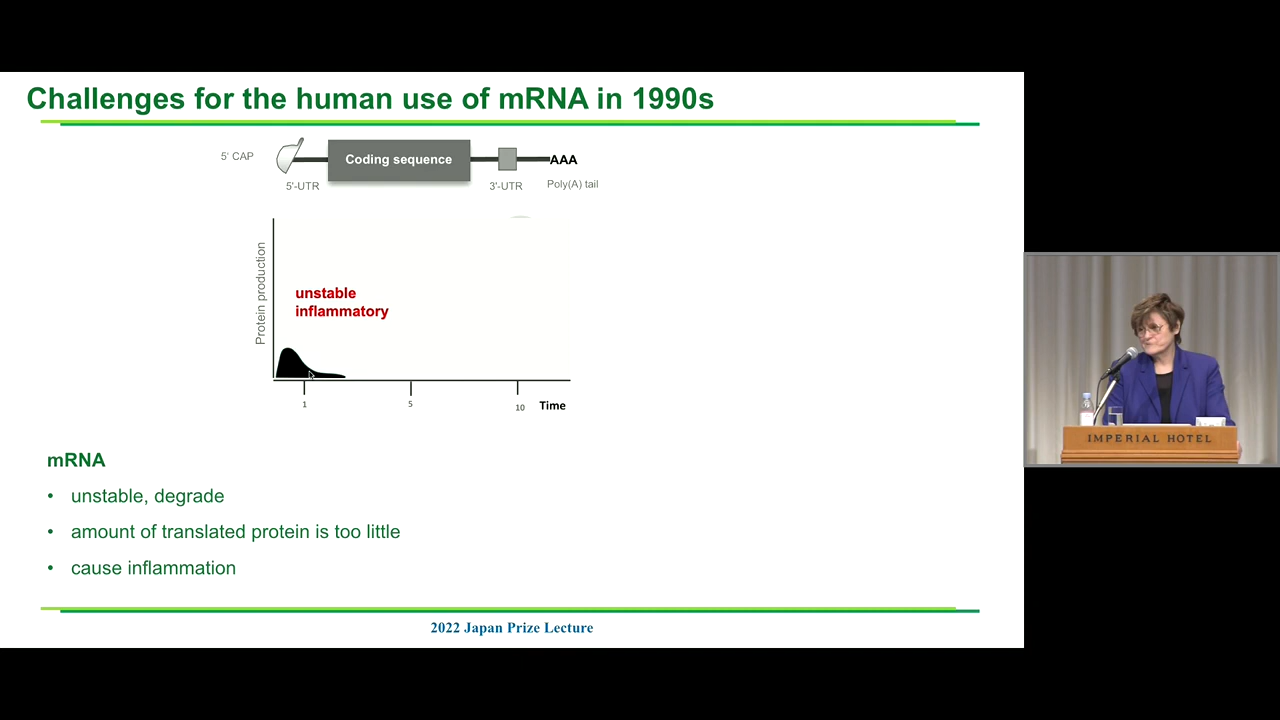 Challenges for the human use of mRNA in 1990s
5' CAP
Coding sequence
AAA
5'-UTR
3'-UTR
Poly(A) tail
Protein production
unstable
inflammatory
1
5
10
Time
mRNA
• unstable, degrade
• amount of translated protein is too little
• cause inflammation
2022 Japan Prize Lecture
IMPERIAL HOTEL